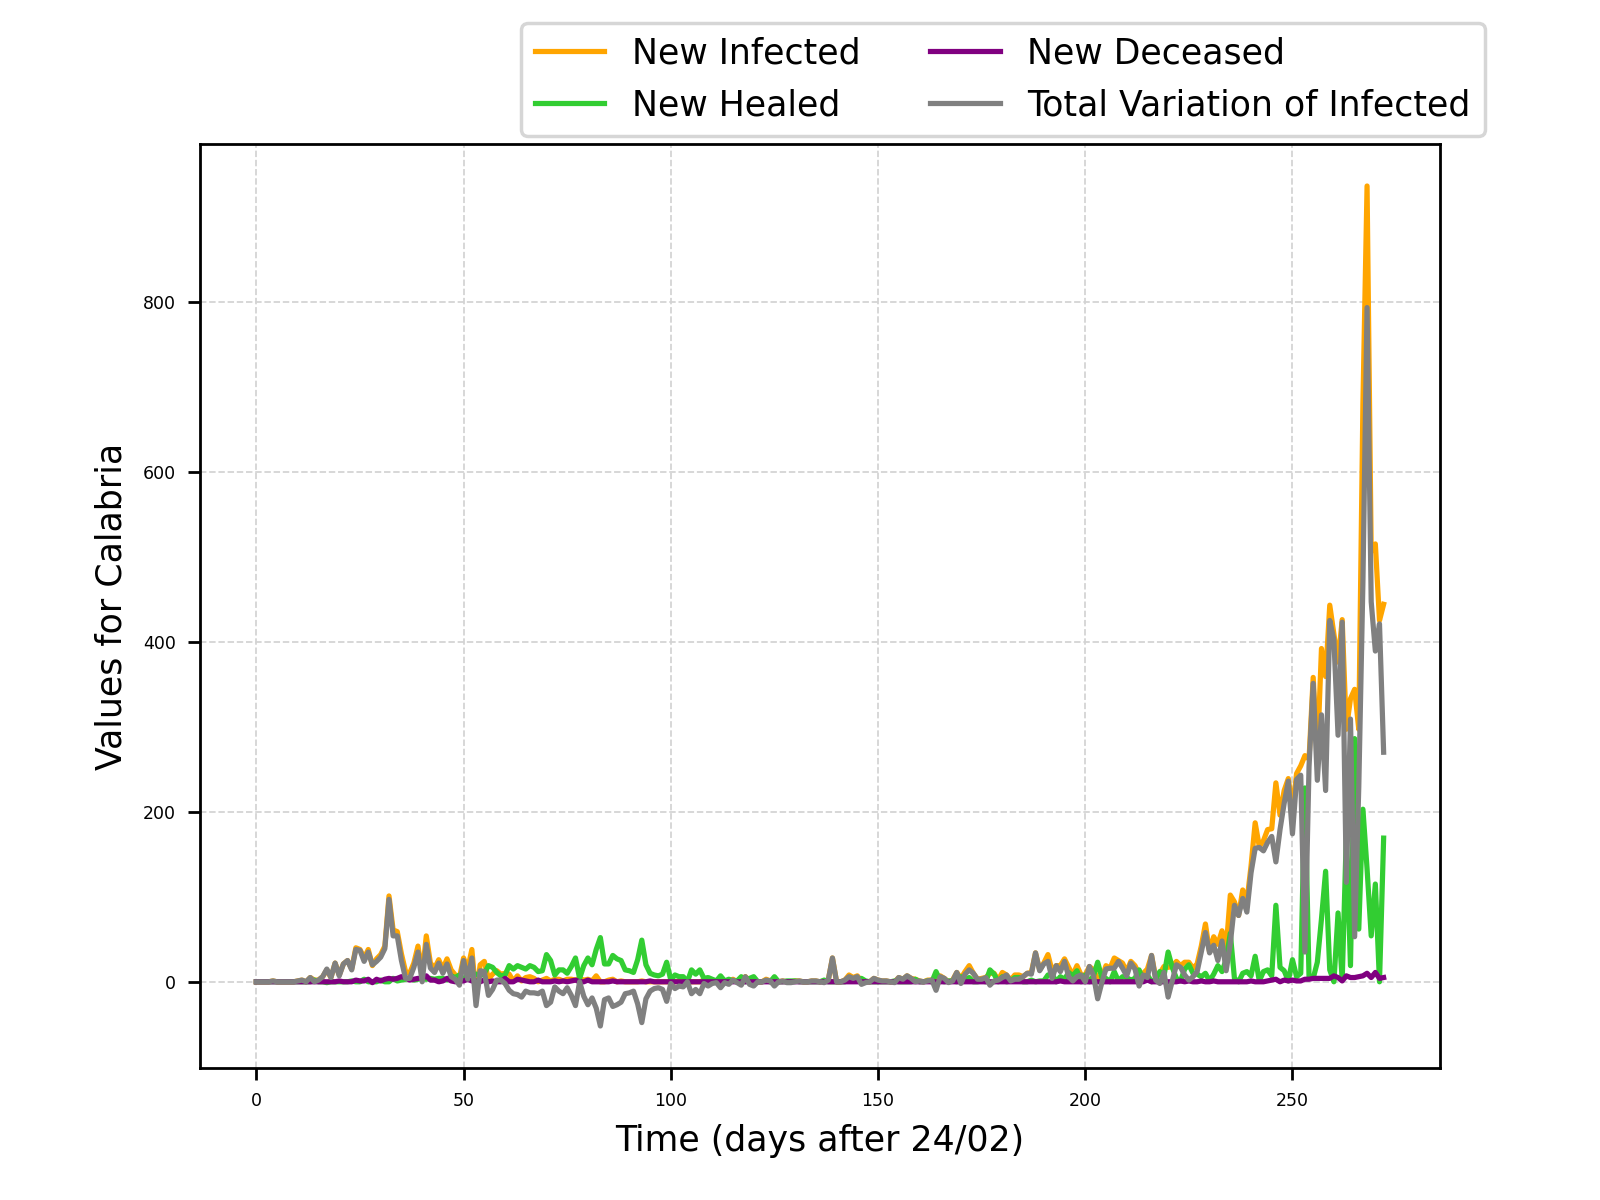 New Infected
New Healed
New Deceased
Total Variation of Infected
Values for Calabria
800
600
400
200
0
0 50 100 150 200 250
Time (days after 24/02)